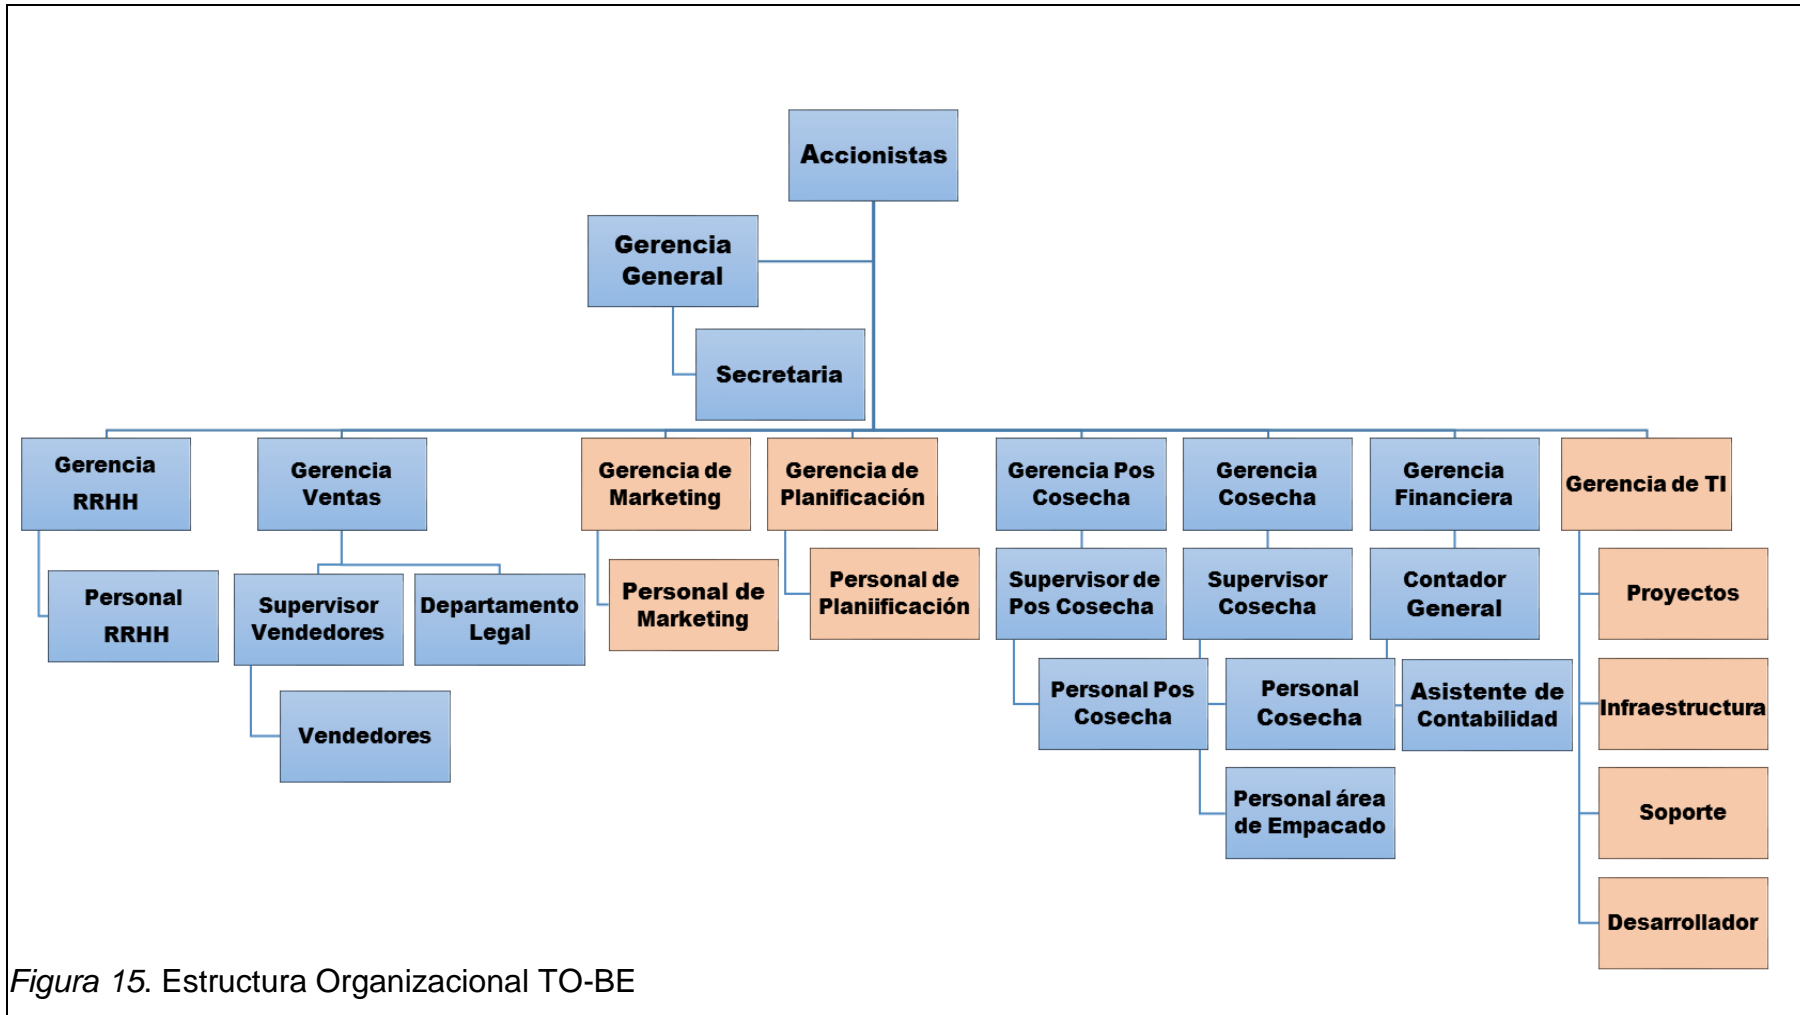 Accionistas
Gerencia
General
Secretaria
Gerencia
RRHH
Gerencia
Ventas
Gerencia de
Marketing
Gerencia de
Planificación
Gerencia Pos
Cosecha
Gerencia
Cosecha
Gerencia
Financiera
Gerencia de TI
Personal
RRHH
Supervisor
Vendedores
Departamento
Legal
Personal de
Marketing
Personal de
Planiificación
Supervisor de
Pos Cosecha
Supervisor
Cosecha
Contador
General
Proyectos
Vendedores
Personal Pos
Cosecha
Personal
Cosecha
Asistente de
Contabilidad
Infraestructura
Personal área
de Empacado
Soporte
Desarrollador
Figura 15. Estructura Organizacional TO-BE